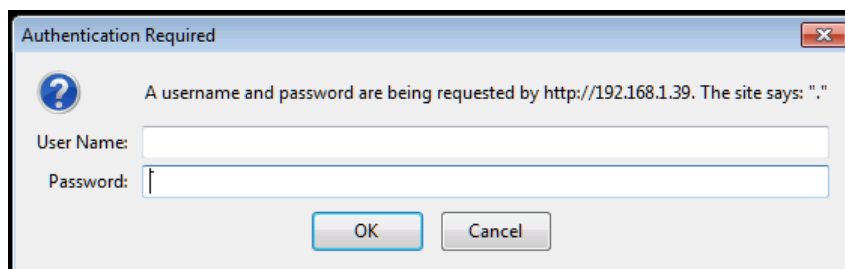 Authentication Required
A username and password are being requested by http://192.168.1.39. The site says: "."
User Name:
Password:
OK Cancel